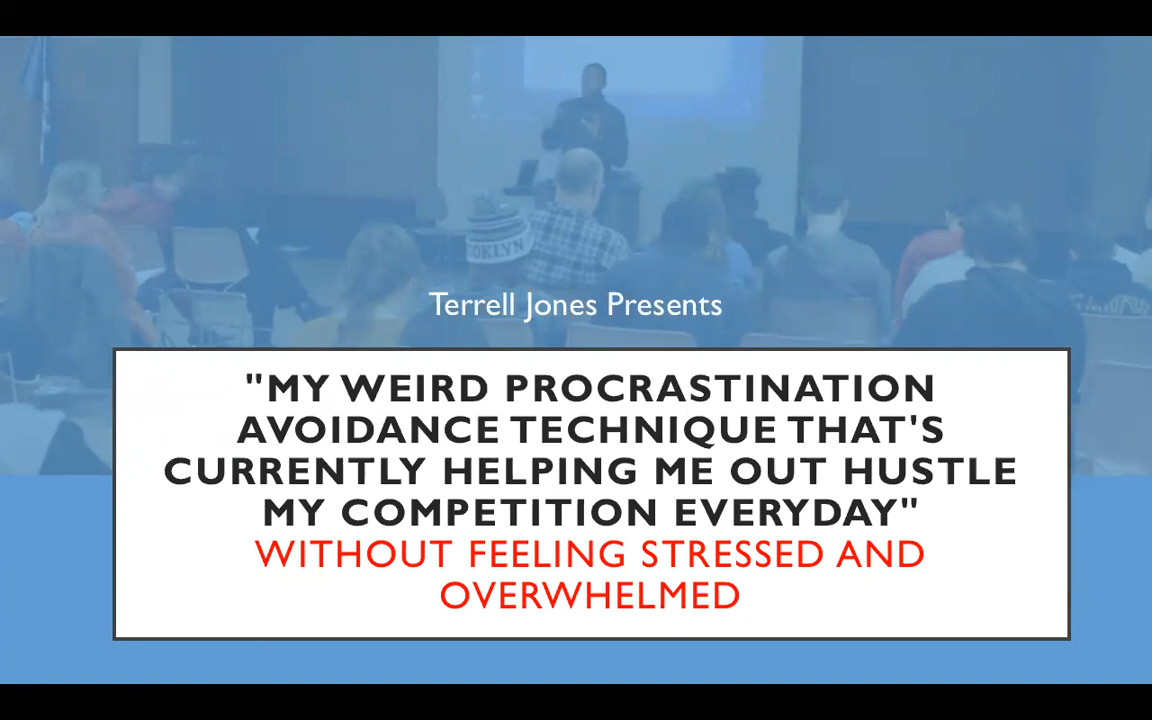 OOKLYN
Terrell Jones Presents
"MY WEIRD PROCRASTINATION
AVOIDANCE TECHNIQUE THAT'S
CURRENTLY HELPING ME OUT HUSTLE
MY COMPETITION EVERYDAY"
WITHOUT FEELING STRESSED AND
OVERWHELMED